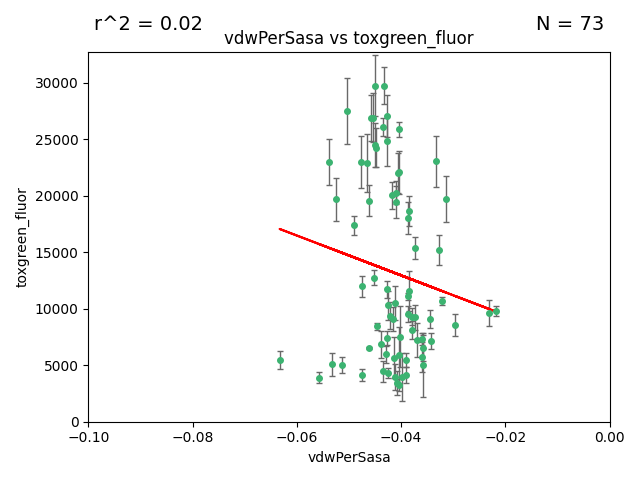 r^2 = 0.02
N = 73
vdwPerSasa vs toxgreen_fluor
30000
25000
20000
15000
10000
5000
0
toxgreen_fluor
−0.10
−0.08
−0.06
−0.04
−0.02
0.00
vdwPerSasa